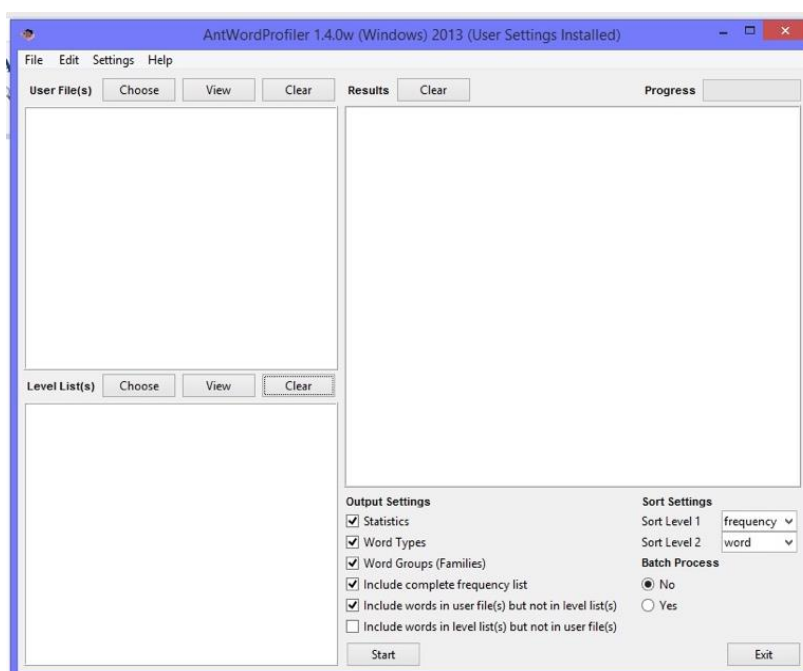 AntWordProfiler 1.4.0w (Windows) 2013 (User Settings Installed)
File Edit Settings Help
User File(s) Choose View Clear
Results Clear Progress
Level List(s) Choose View Clear
Output Settings
Statistics
Word Types
Word Groups (Families)
Include complete frequency list
Include words in user file(s) but not in level list(s)
Include words in level list(s) but not in user file(s)
Start
Sort Settings
Sort Level 1 frequency
Sort Level 2 word
Batch Process
No
Yes
Exit